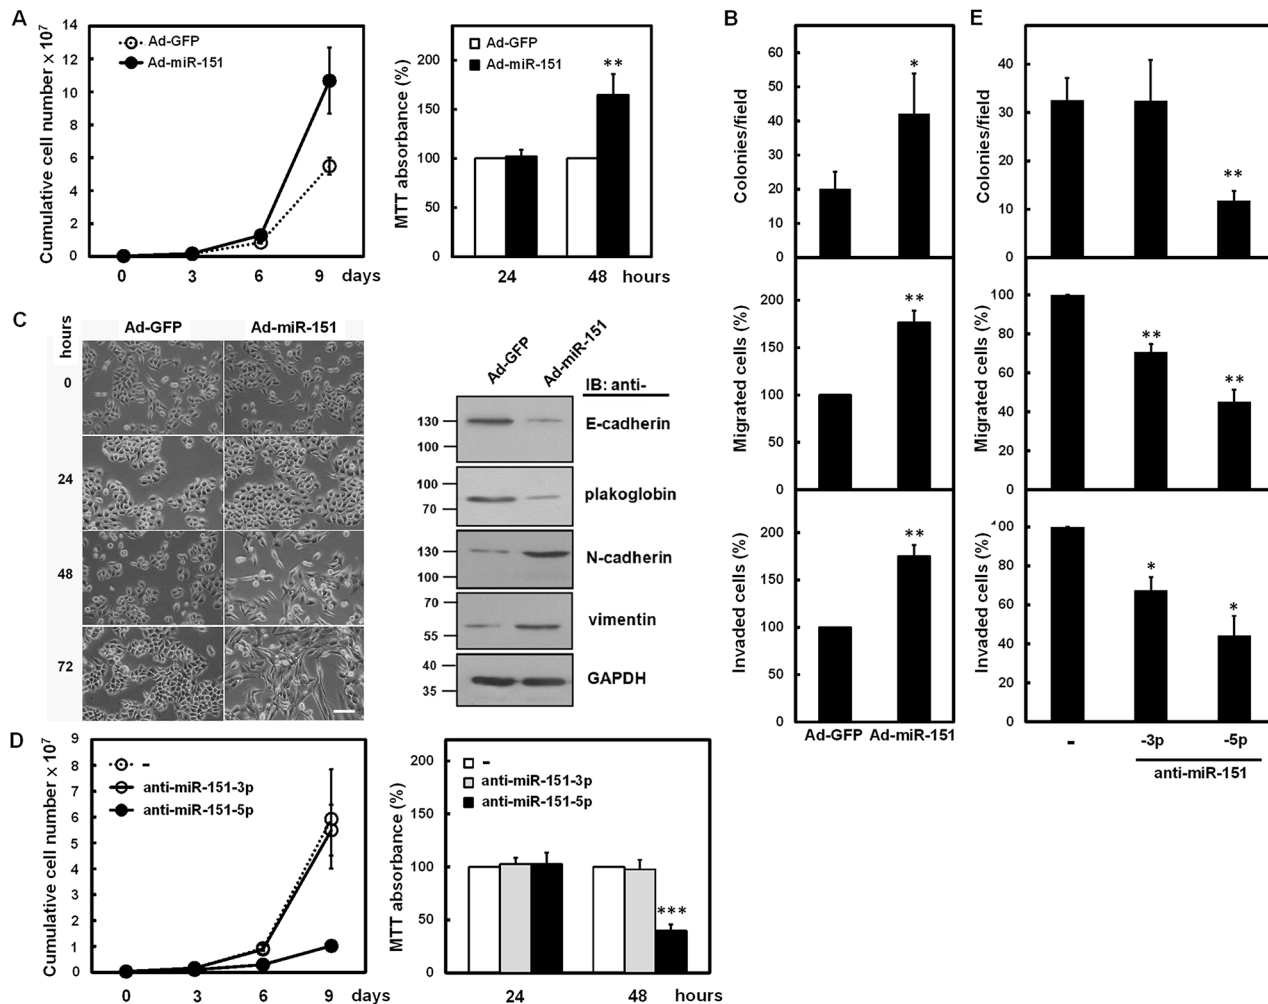 A
Cumulative cell number x 10⁷
14
12
10
8
6
4
2
0
Ad-GFP
Ad-miR-151
0 3 6 9 days
MTT absorbance (%)
200
150
100
50
0
Ad-GFP
Ad-miR-151
**
24 48 hours
B
Colonies/field
60
50
40
30
20
10
0
*
Migrated cells (%)
200
150
100
50
0
**
Invaded cells (%)
200
150
100
50
0
**
Ad-GFP Ad-miR-151
E
Colonies/field
40
30
40
10
0
**
Migrated cells (%)
100
80
60
40
20
0
**
**
Invaded cells (%)
100
80
60
40
20
0
*
*
- -3p -5p
anti-miR-151
C
hours
Ad-GFP Ad-miR-151
0
24
48
72
Ad-GFP
Ad-miR-151
IB: anti-
130
100
E-cadherin
100
70
plakoglobin
130
100
N-cadherin
70
55
vimentin
40
35
GAPDH
D
Cumulative cell number x 10⁷
9
8
7
6
5
4
3
2
1
0
-
anti-miR-151-3p
anti-miR-151-5p
0 3 6 9 days
MTT absorbance (%)
200
150
100
50
0
-
anti-miR-151-3p
anti-miR-151-5p
***
24 48 hours